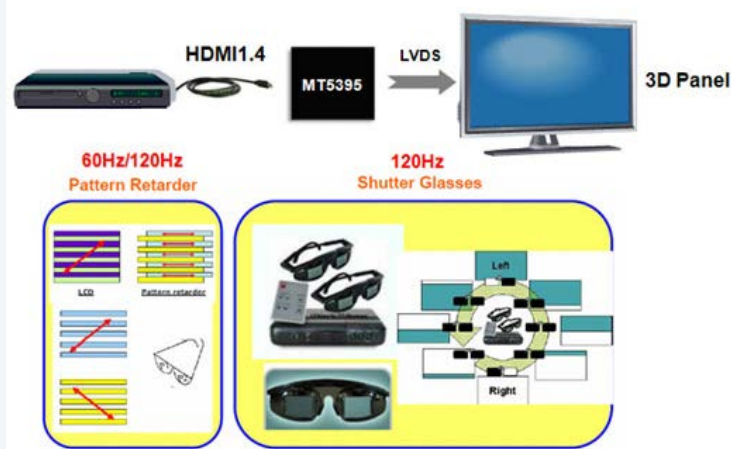 HDMI1.4
MT5395
LVDS
3D Panel
60Hz/120Hz
Pattern Retarder
120Hz
Shutter Glasses
LCD
Pattern retarder
Left
Right